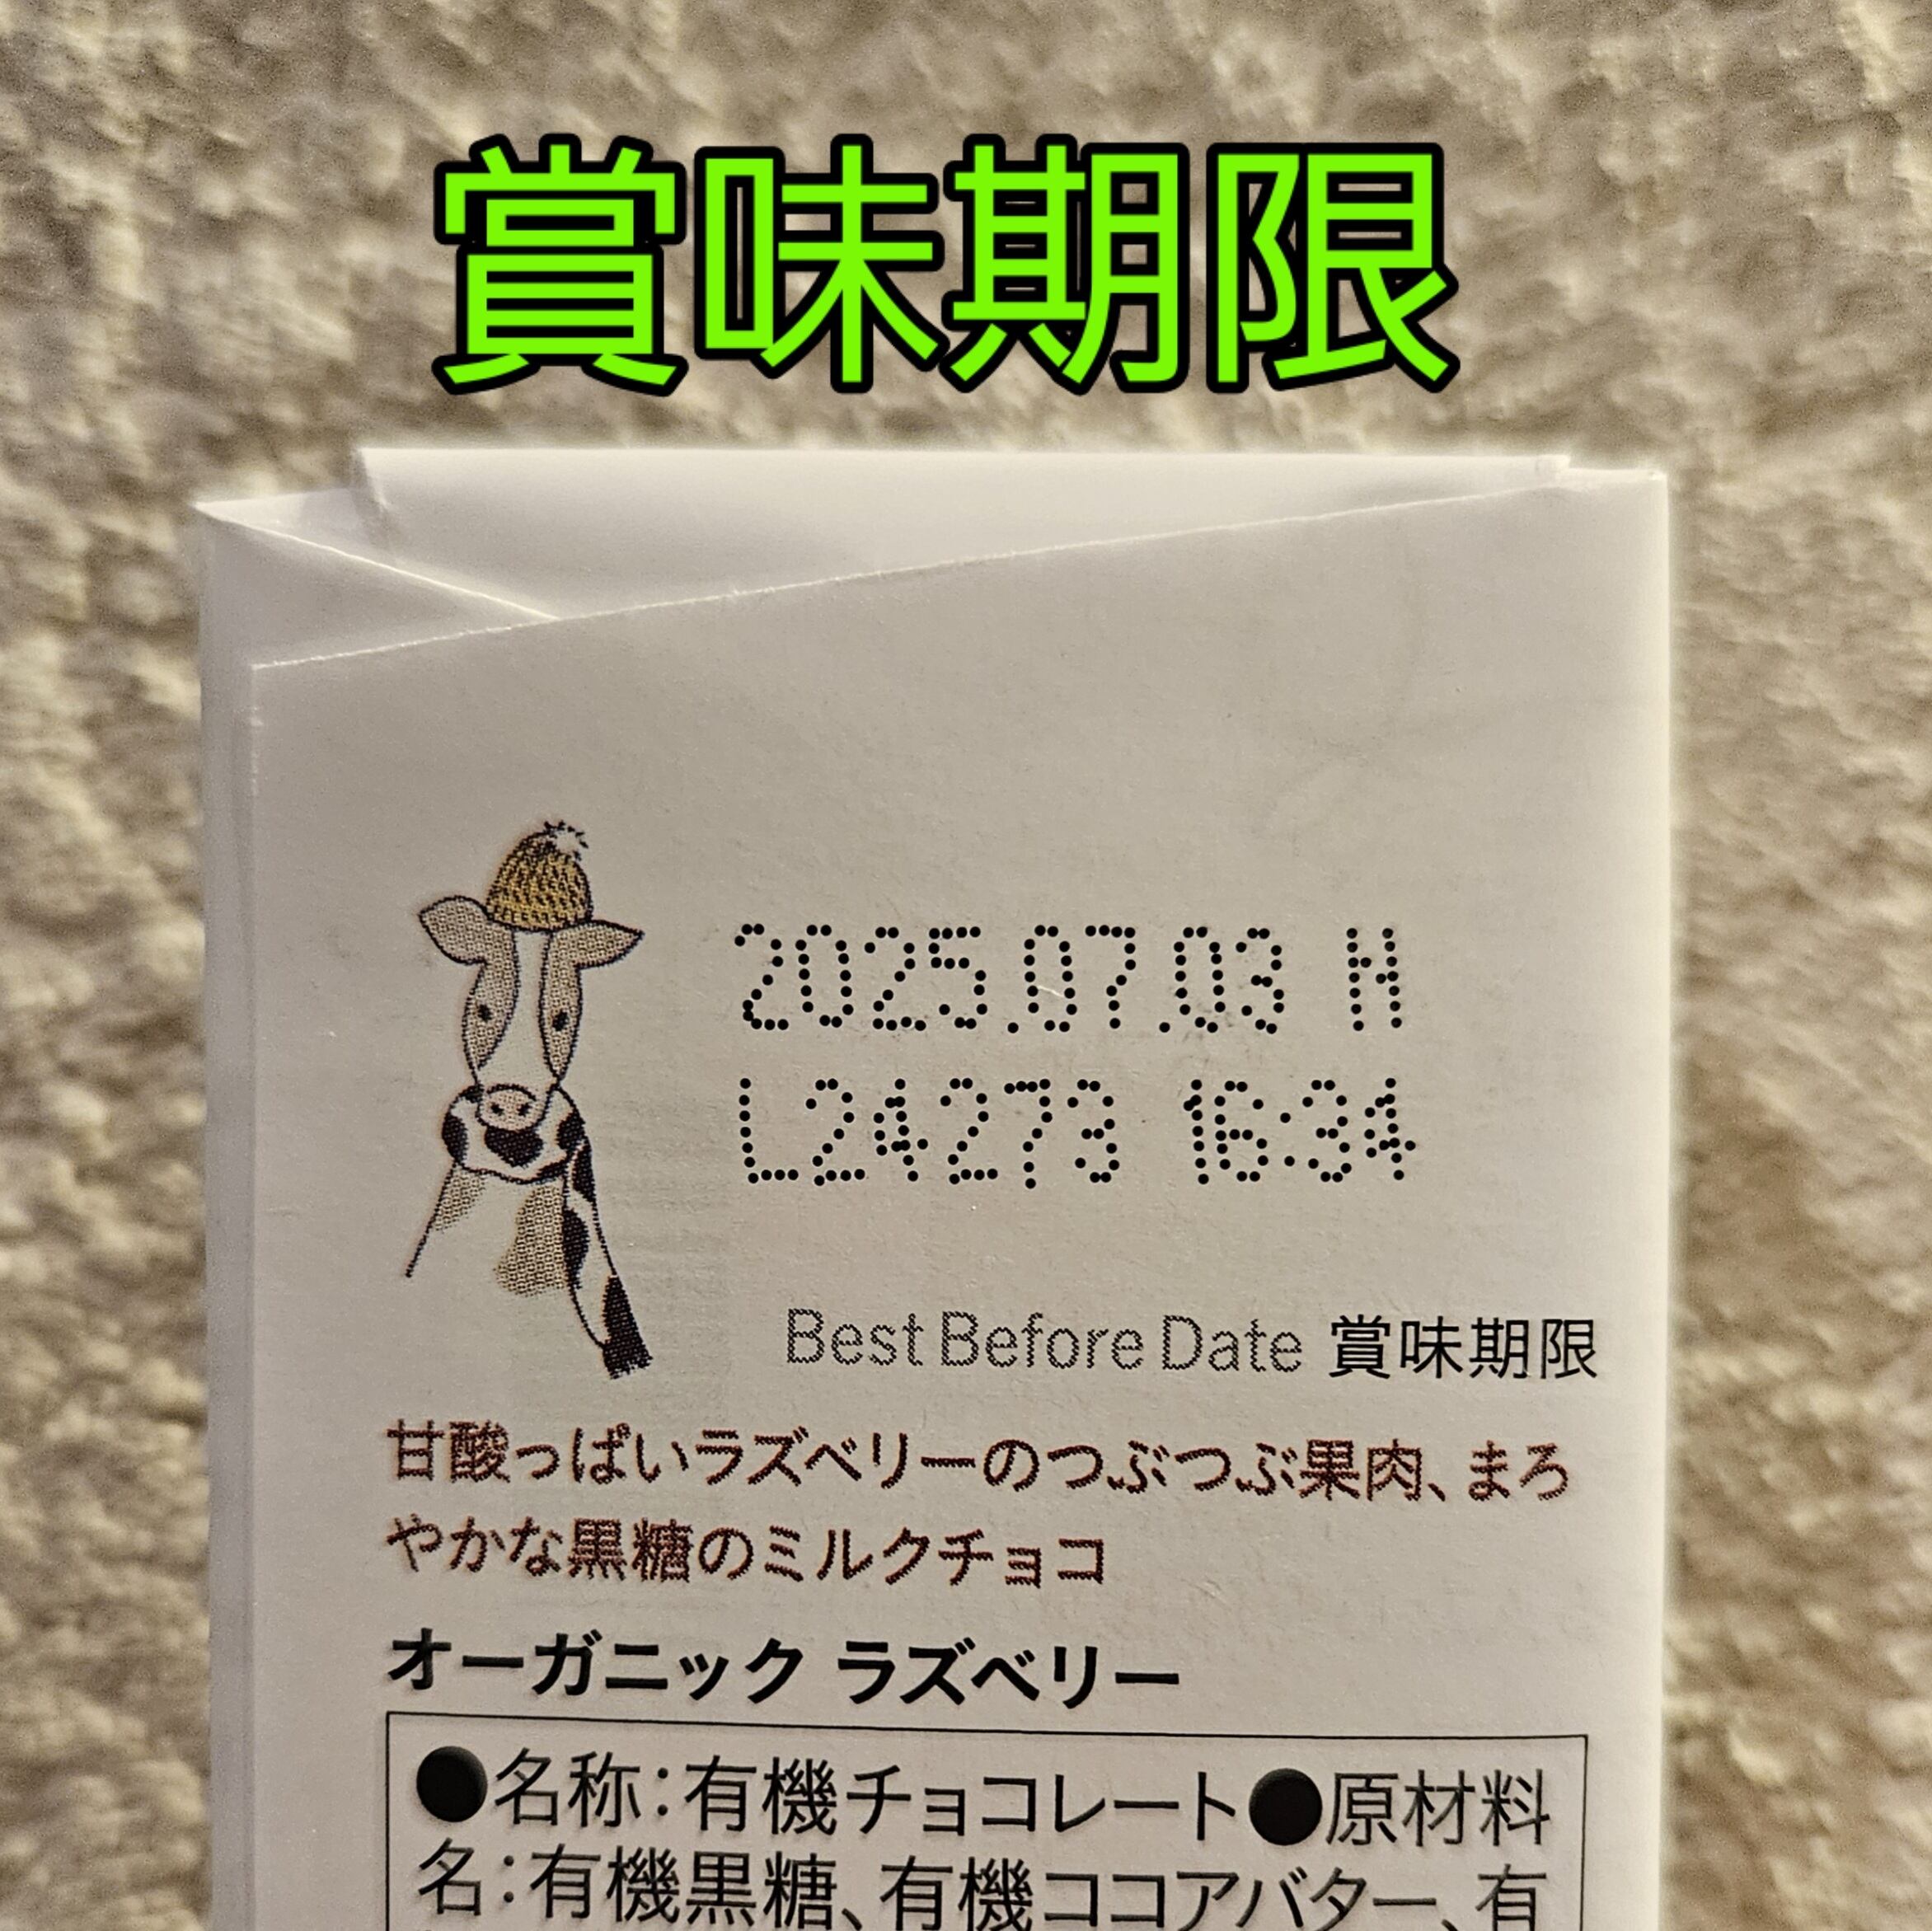 賞味期限
2025.07.03 H
L24273 16:34
Best Before Date 賞味期限
甘酸っぱいラズベリーのつぶつぶ果肉、まろ
やかな黒糖のミルクチョコ
オーガニック ラズベリー
●名称：有機チョコレート●原材料
名：有機黒糖、有機ココアバター、有